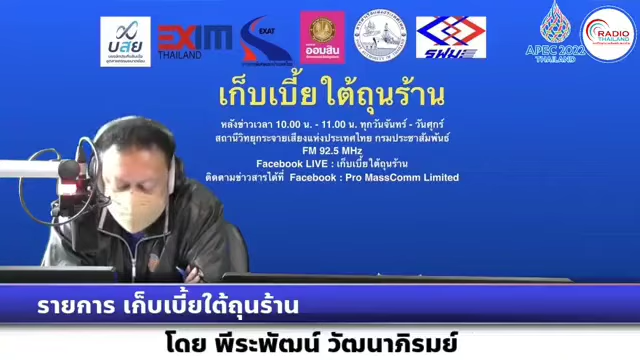 บสย
EXIM
THAILAND
EXAT
ออมสิน
รฟม
APEC 2022
THAILAND
RADIO
THAILAND
เก็บเบี้ยใต้ถุนร้าน
หลังข่าวเวลา 10.00 น. - 11.00 น. ทุกวันจันทร์ - วันศุกร์
สถานีวิทยุกระจายเสียงแห่งประเทศไทย กรมประชาสัมพันธ์
FM 92.5 MHz
Facebook LIVE : เก็บเบี้ยใต้ถุนร้าน
ติดตามข่าวสารได้ที่ Facebook : Pro MassComm Limited
รายการ เก็บเบี้ยใต้ถุนร้าน
โดย พีระพัฒน์ วัฒนาภิรมย์